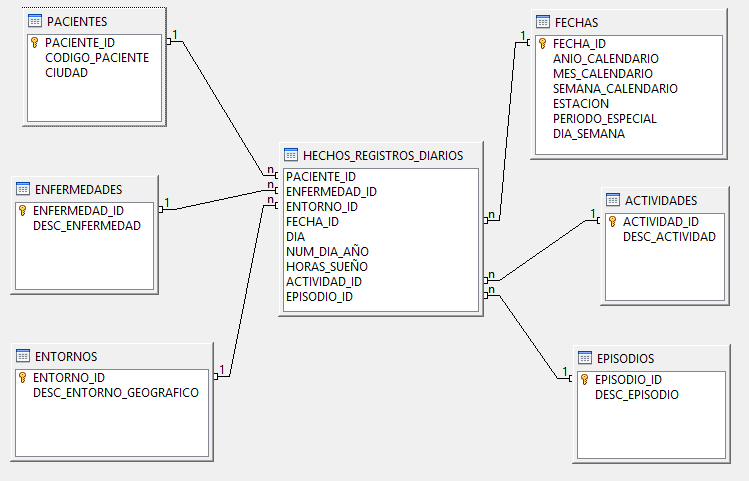 PACIENTES
PACIENTE_ID
CODIGO_PACIENTE
CIUDAD
1
FECHAS
FECHA_ID
ANIO_CALENDARIO
MES_CALENDARIO
SEMANA_CALENDARIO
ESTACION
PERIODO_ESPECIAL
DIA_SEMANA
1
ENFERMEDADES
ENFERMEDAD_ID
DESC_ENFERMEDAD
1
HECHOS_REGISTROS_DIARIOS
PACIENTE_ID
ENFERMEDAD_ID
ENTORNO_ID
FECHA_ID
DIA
NUM_DIA_AÑO
HORAS_SUEÑO
ACTIVIDAD_ID
EPISODIO_ID
n
n
n
n
n
n
ACTIVIDADES
ACTIVIDAD_ID
DESC_ACTIVIDAD
1
ENTORNOS
ENTORNO_ID
DESC_ENTORNO_GEOGRAFICO
1
EPISODIOS
EPISODIO_ID
DESC_EPISODIO
1